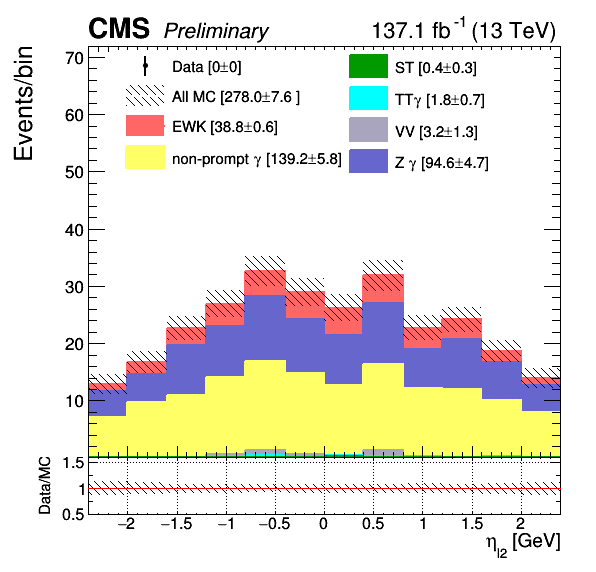 CMS Preliminary 137.1 fb⁻¹ (13 TeV)
Events/bin
70
60
50
40
30
20
10
Data [0±0]
All MC [278.0±7.6 ]
EWK [38.8±0.6]
non-prompt γ [139.2±5.8]
ST [0.4±0.3]
TTγ [1.8±0.7]
VV [3.2±1.3]
Z γ [94.6±4.7]
Data/MC
1.5
1
0.5
−2 −1.5 −1 −0.5 0 0.5 1 1.5 2
η_l2 [GeV]